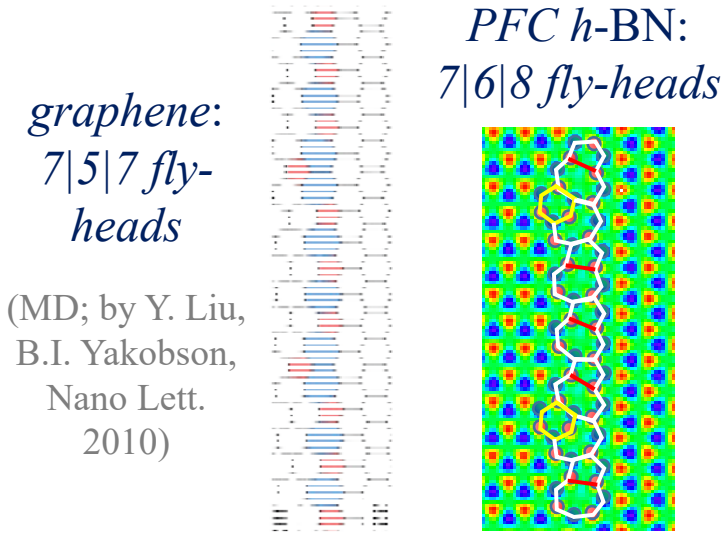 graphene:
7|5|7 fly-
heads
(MD; by Y. Liu,
B.I. Yakobson,
Nano Lett.
2010)
PFC h-BN:
7|6|8 fly-heads